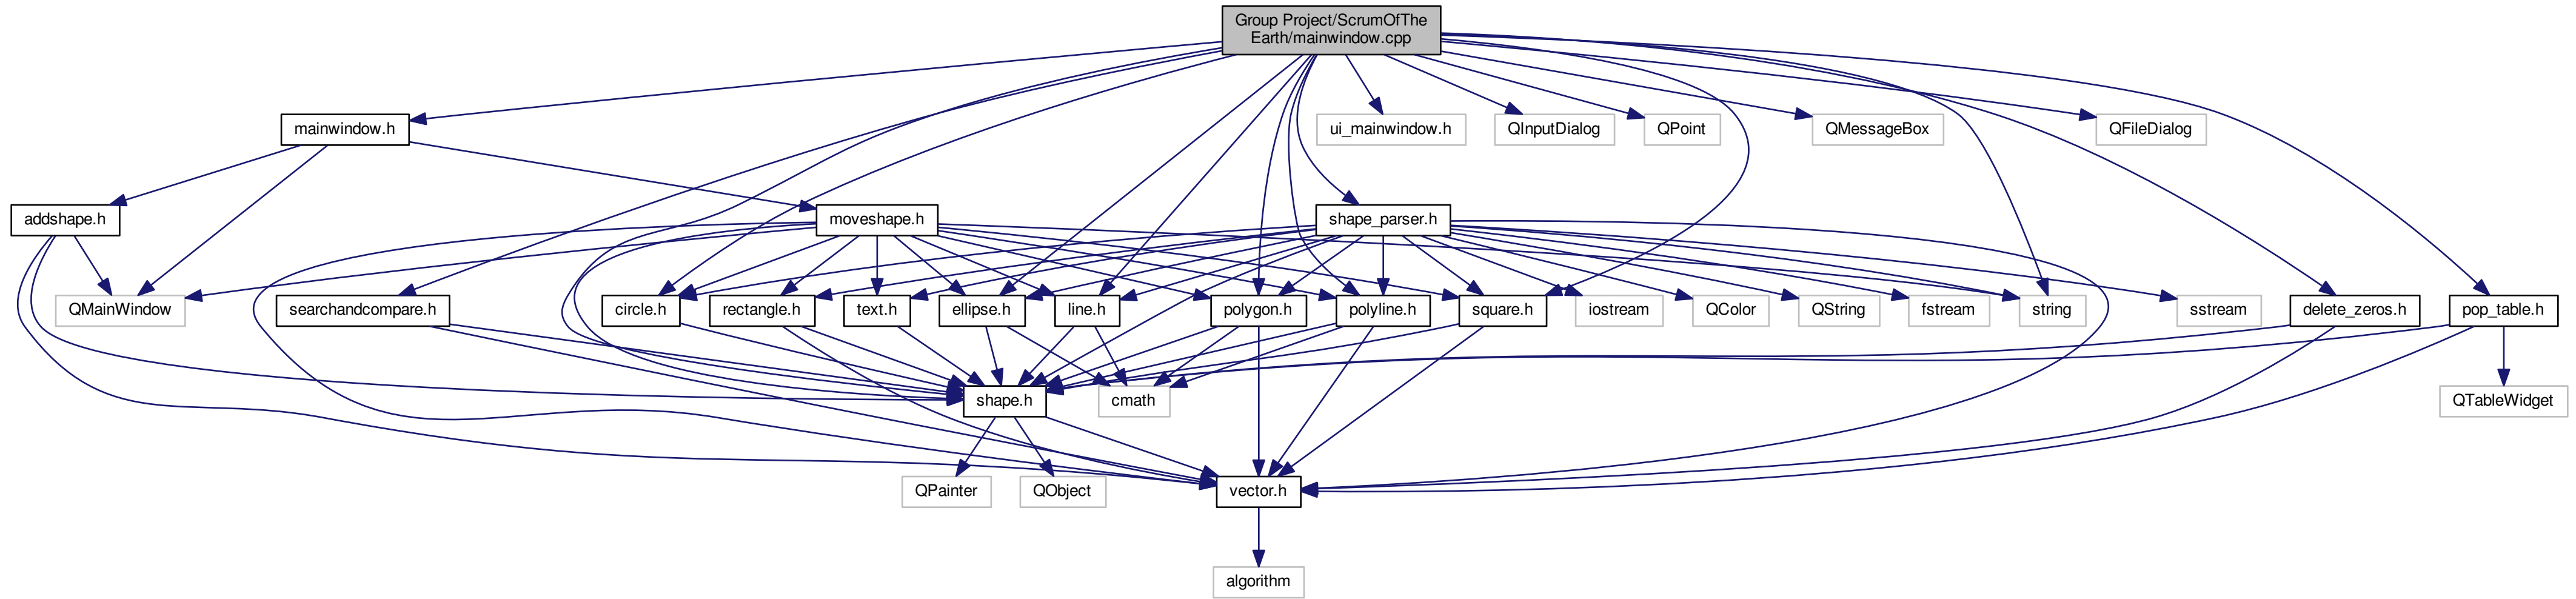 Group Project/ScrumOfThe
Earth/mainwindow.cpp
mainwindow.h
ui_mainwindow.h
QInputDialog
QPoint
QMessageBox
QFileDialog
addshape.h
moveshape.h
shape_parser.h
QMainWindow
searchandcompare.h
circle.h
rectangle.h
text.h
ellipse.h
line.h
polygon.h
polyline.h
square.h
iostream
QColor
QString
fstream
string
sstream
delete_zeros.h
pop_table.h
shape.h
cmath
QTableWidget
QPainter
QObject
vector.h
algorithm